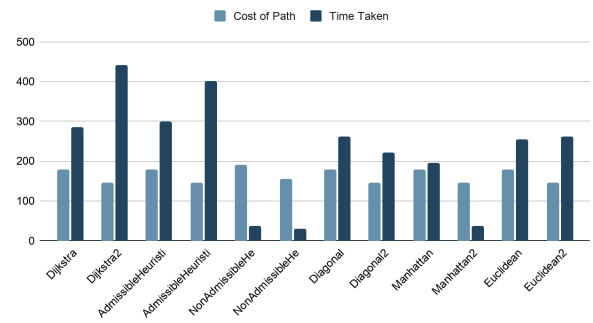 Cost of Path
Time Taken
500
400
300
200
100
0
Dijkstra
Dijkstra2
AdmissibleHeuristi
AdmissibleHeuristi
NonAdmissibleHe
NonAdmissibleHe
Diagonal
Diagonal2
Manhattan
Manhattan2
Euclidean
Euclidean2